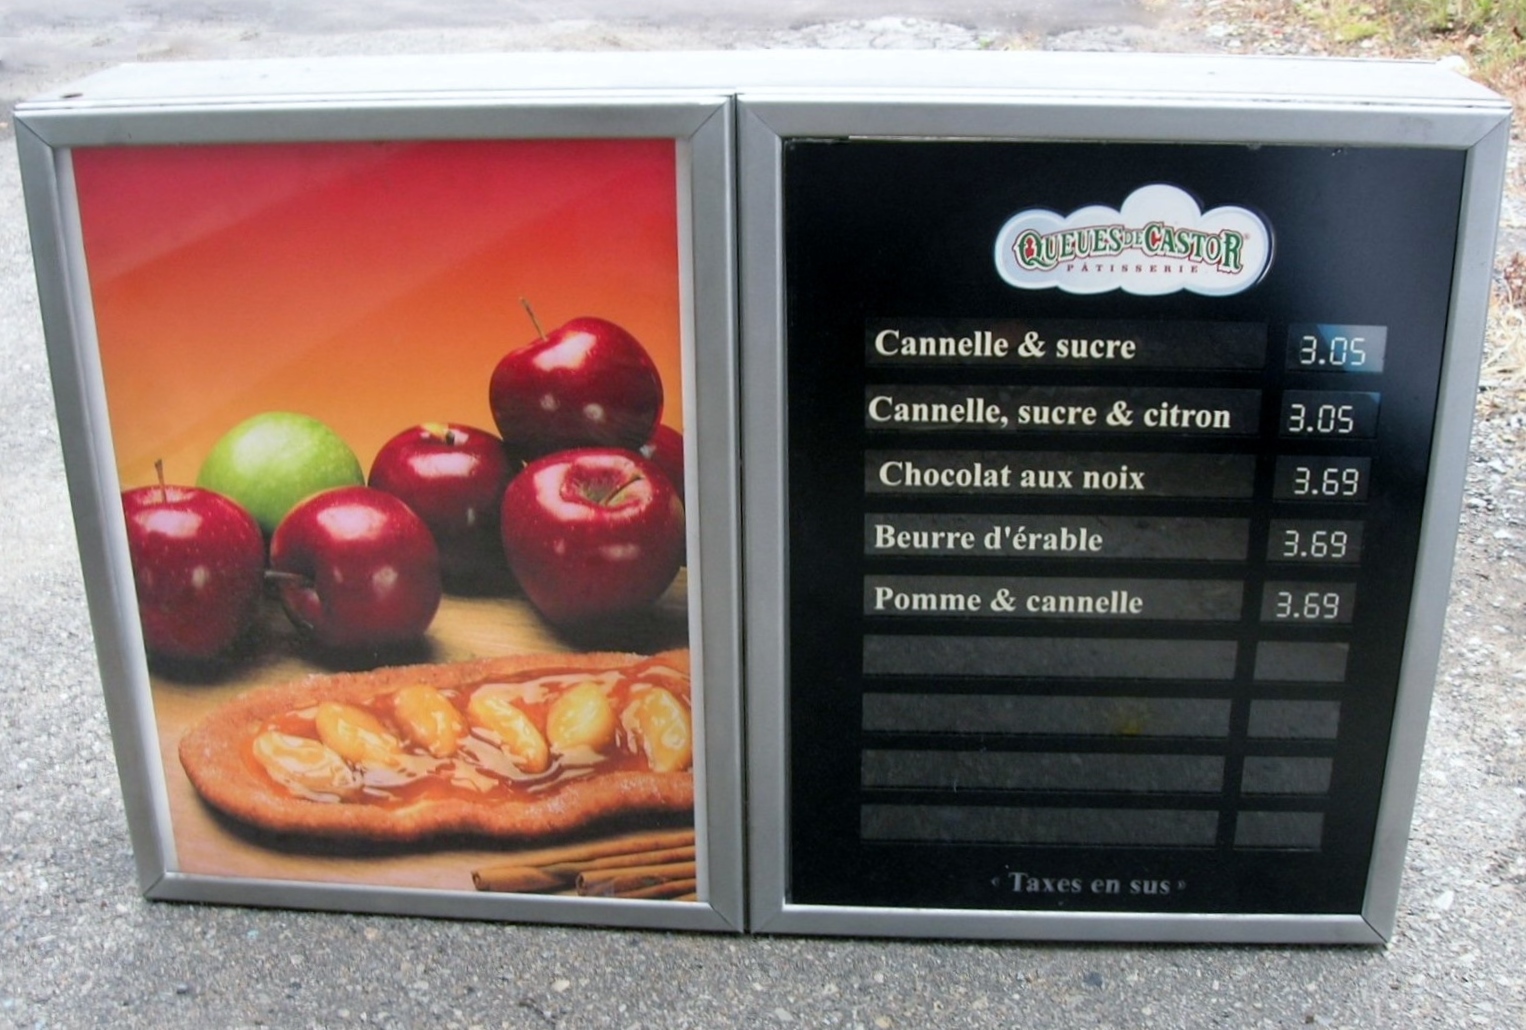 QUEUES DE CASTOR®
PÂTISSERIE
Cannelle & sucre 3.05
Cannelle, sucre & citron 3.05
Chocolat aux noix 3.69
Beurre d'érable 3.69
Pomme & cannelle 3.69
« Taxes en sus »